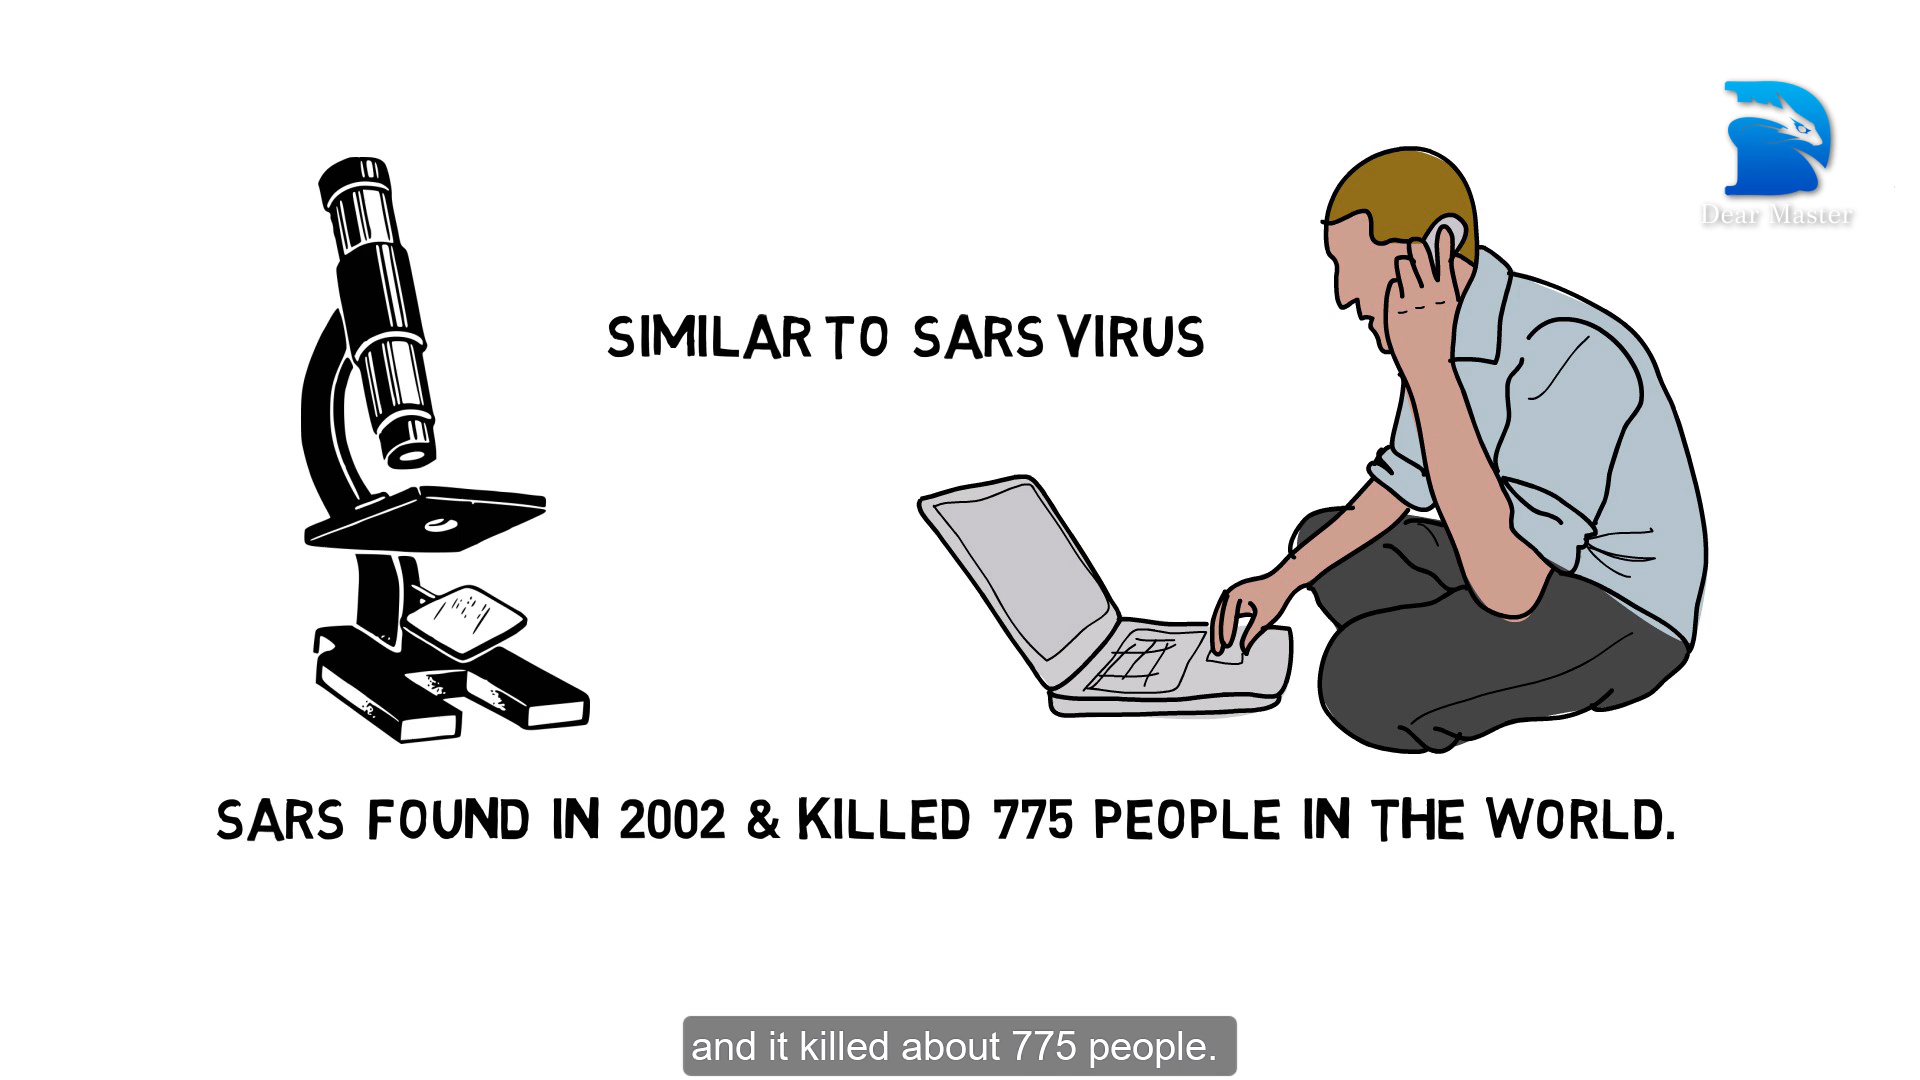 Dear Master
SIMILAR TO SARS VIRUS
SARS FOUND IN 2002 & KILLED 775 PEOPLE IN THE WORLD.
and it killed about 775 people.